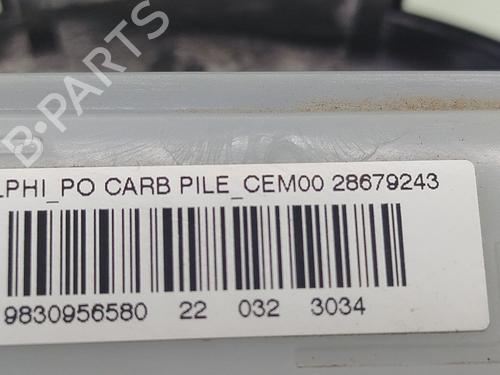 B-PARTS
LPHI_PO CARB PILE_CEM00 28679243
9830956580 22 032 3034